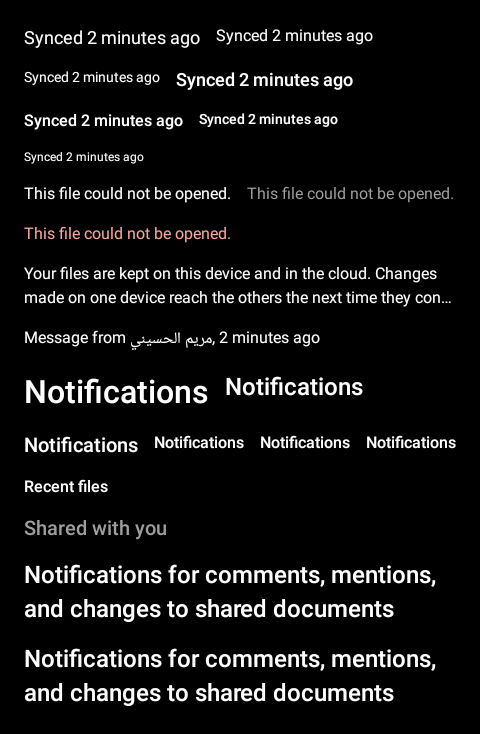 Synced 2 minutes ago Synced 2 minutes ago
Synced 2 minutes ago Synced 2 minutes ago
Synced 2 minutes ago Synced 2 minutes ago
Synced 2 minutes ago
This file could not be opened. This file could not be opened.
This file could not be opened.
Your files are kept on this device and in the cloud. Changes
made on one device reach the others the next time they con…
Message from مريم الحسيني, 2 minutes ago
Notifications Notifications
Notifications Notifications Notifications Notifications
Recent files
Shared with you
Notifications for comments, mentions,
and changes to shared documents
Notifications for comments, mentions,
and changes to shared documents